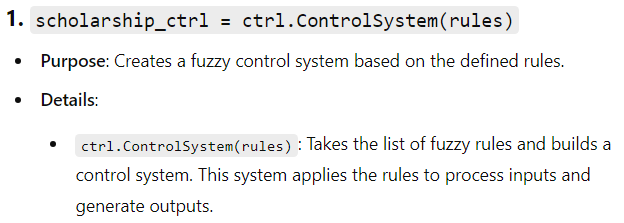 1. scholarship_ctrl = ctrl.ControlSystem(rules)
• Purpose: Creates a fuzzy control system based on the defined rules.
• Details:
• ctrl.ControlSystem(rules) : Takes the list of fuzzy rules and builds a
control system. This system applies the rules to process inputs and
generate outputs.